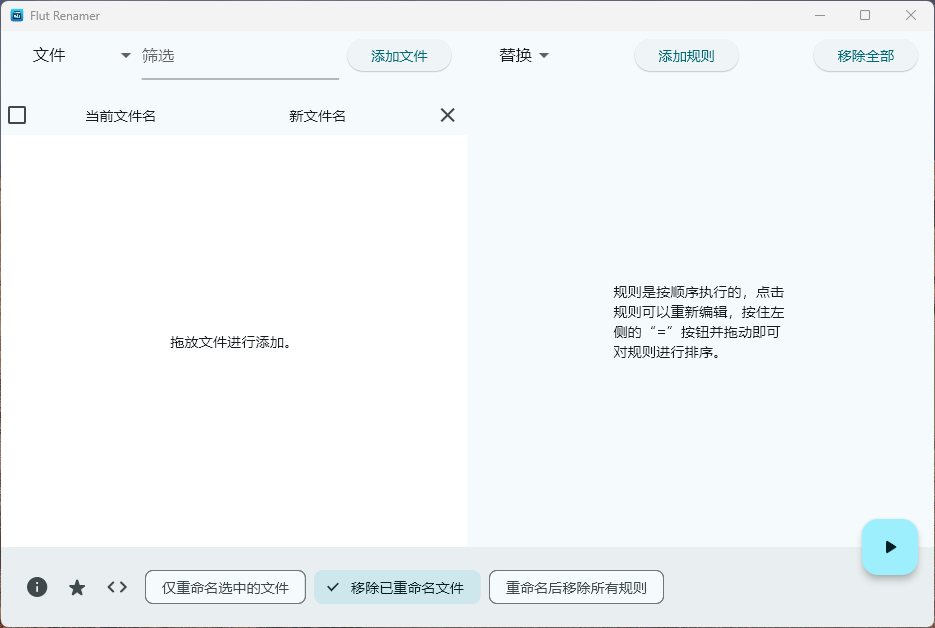 Flut Renamer
文件 筛选 添加文件 替换 添加规则 移除全部
当前文件名 新文件名
拖放文件进行添加。
规则是按顺序执行的，点击
规则可以重新编辑，按住左
侧的“=”按钮并拖动即可
对规则进行排序。
仅重命名选中的文件 移除已重命名文件 重命名后移除所有规则